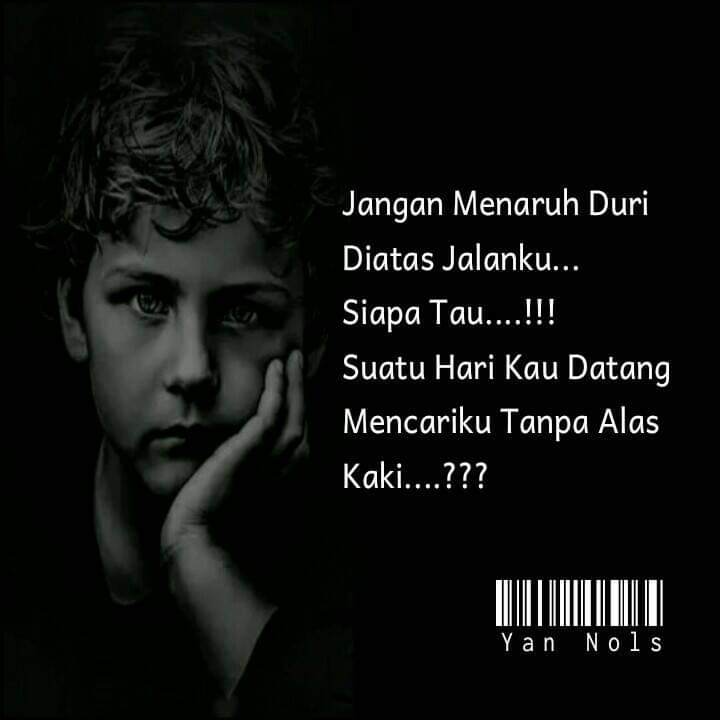 Jangan Menaruh Duri
Diatas Jalanku...
Siapa Tau....!!!
Suatu Hari Kau Datang
Mencariku Tanpa Alas
Kaki....???
Yan Nols